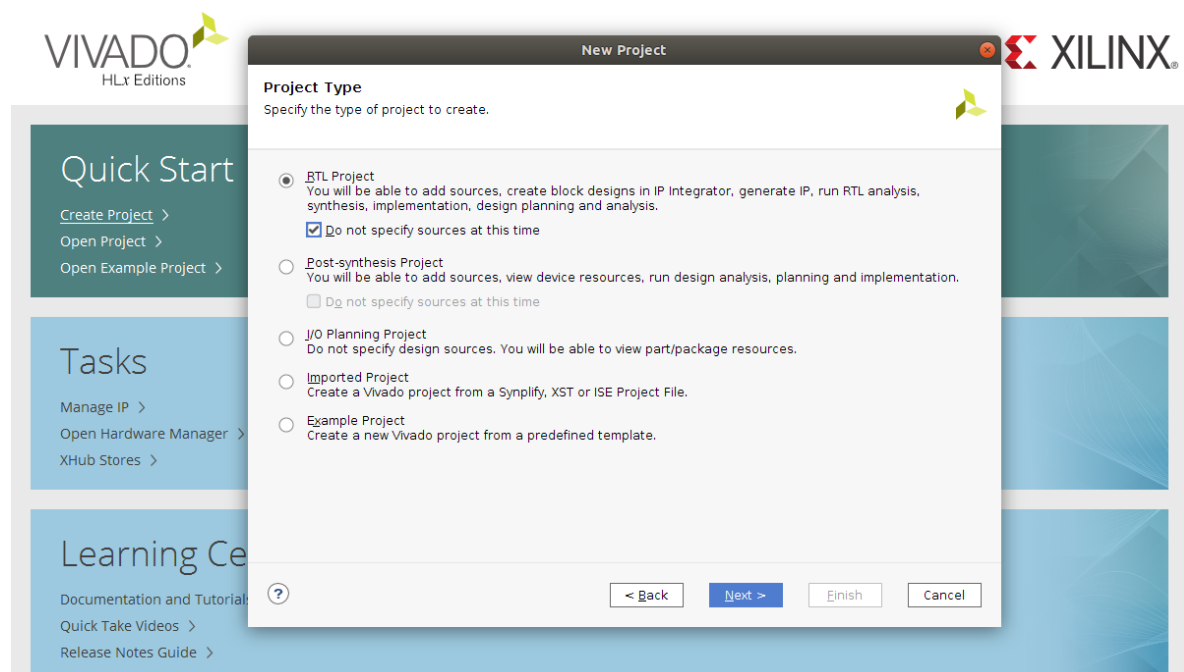 VIVADO.
HLx Editions
XILINX®
New Project
Project Type
Specify the type of project to create.
Quick Start
Create Project >
Open Project >
Open Example Project >
RTL Project
You will be able to add sources, create block designs in IP Integrator, generate IP, run RTL analysis,
synthesis, implementation, design planning and analysis.
Do not specify sources at this time
Post-synthesis Project
You will be able to add sources, view device resources, run design analysis, planning and implementation.
Do not specify sources at this time
I/O Planning Project
Do not specify design sources. You will be able to view part/package resources.
Imported Project
Create a Vivado project from a Synplify, XST or ISE Project File.
Example Project
Create a new Vivado project from a predefined template.
Tasks
Manage IP >
Open Hardware Manager >
XHub Stores >
Learning Ce
Documentation and Tutorial
Quick Take Videos >
Release Notes Guide >
?
< Back
Next >
Finish
Cancel